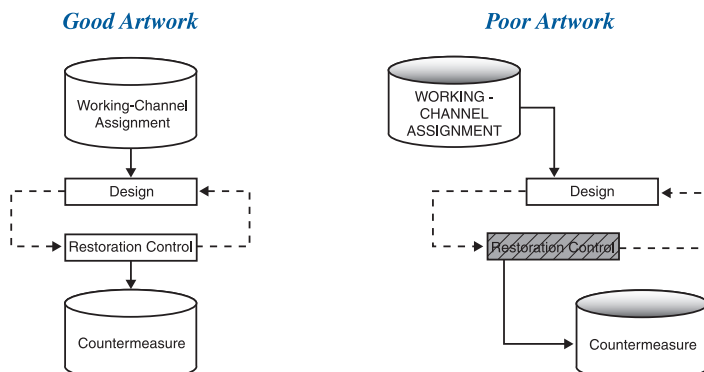 Good Artwork
Working-Channel
Assignment
Design
Restoration Control
Countermeasure
Poor Artwork
WORKING -
CHANNEL
ASSIGNMENT
Design
Restoration Control
Countermeasure